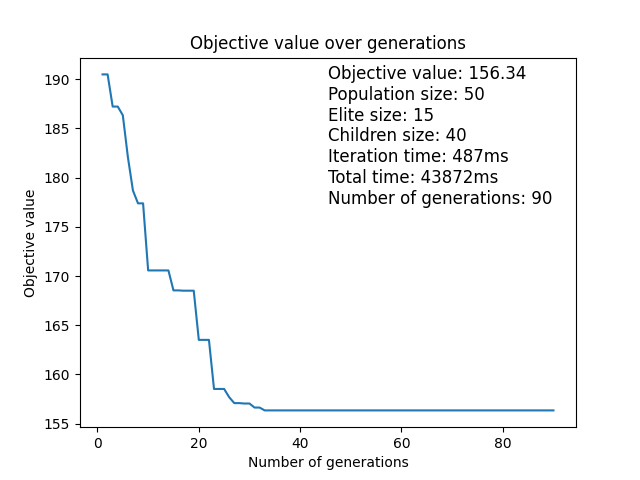 Objective value over generations
Objective value: 156.34
Population size: 50
Elite size: 15
Children size: 40
Iteration time: 487ms
Total time: 43872ms
Number of generations: 90
Objective value
190
185
180
175
170
165
160
155
0 20 40 60 80
Number of generations